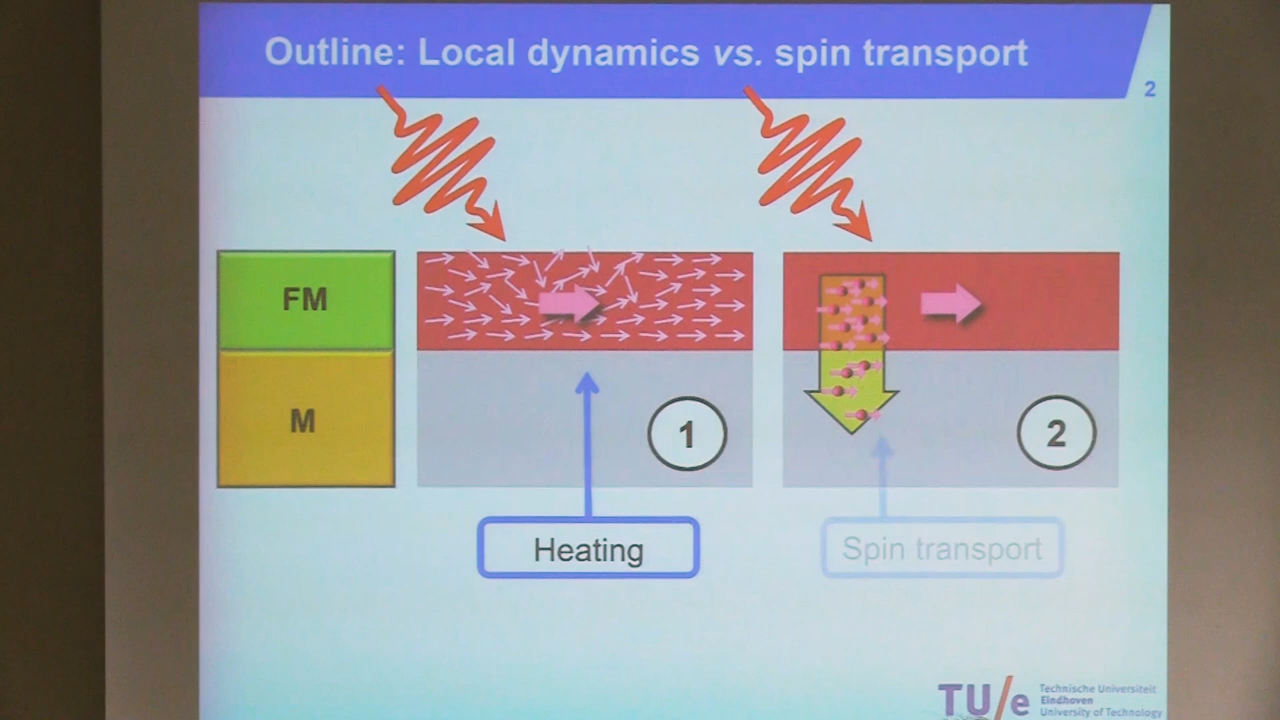 Outline: Local dynamics vs. spin transport
2
FM
M
1
2
Heating
Spin transport
TU/e
Technische Universiteit
Eindhoven
University of Technology